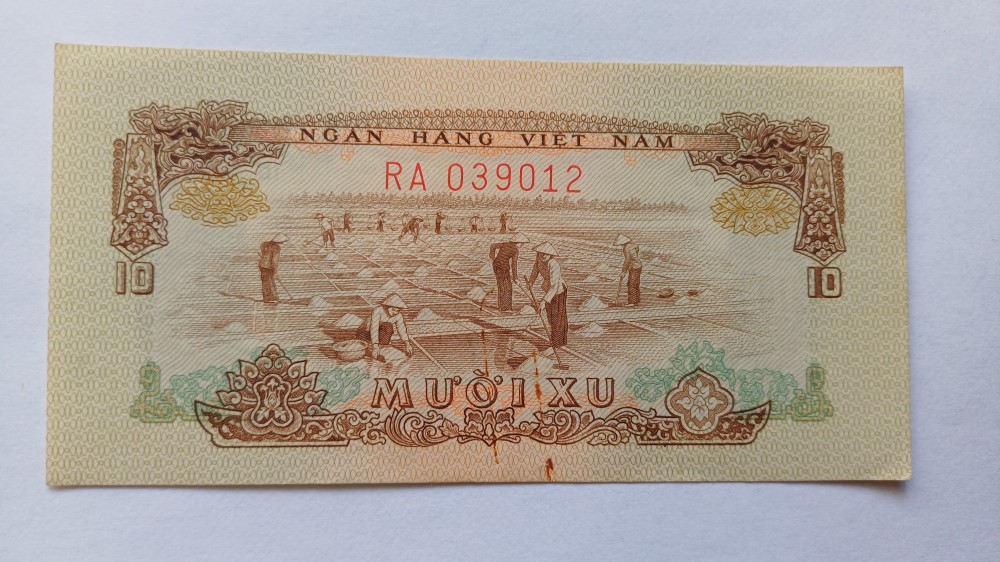 NGÂN HÀNG VIỆT NAM
RA 039012
10 10
MƯỜI XU